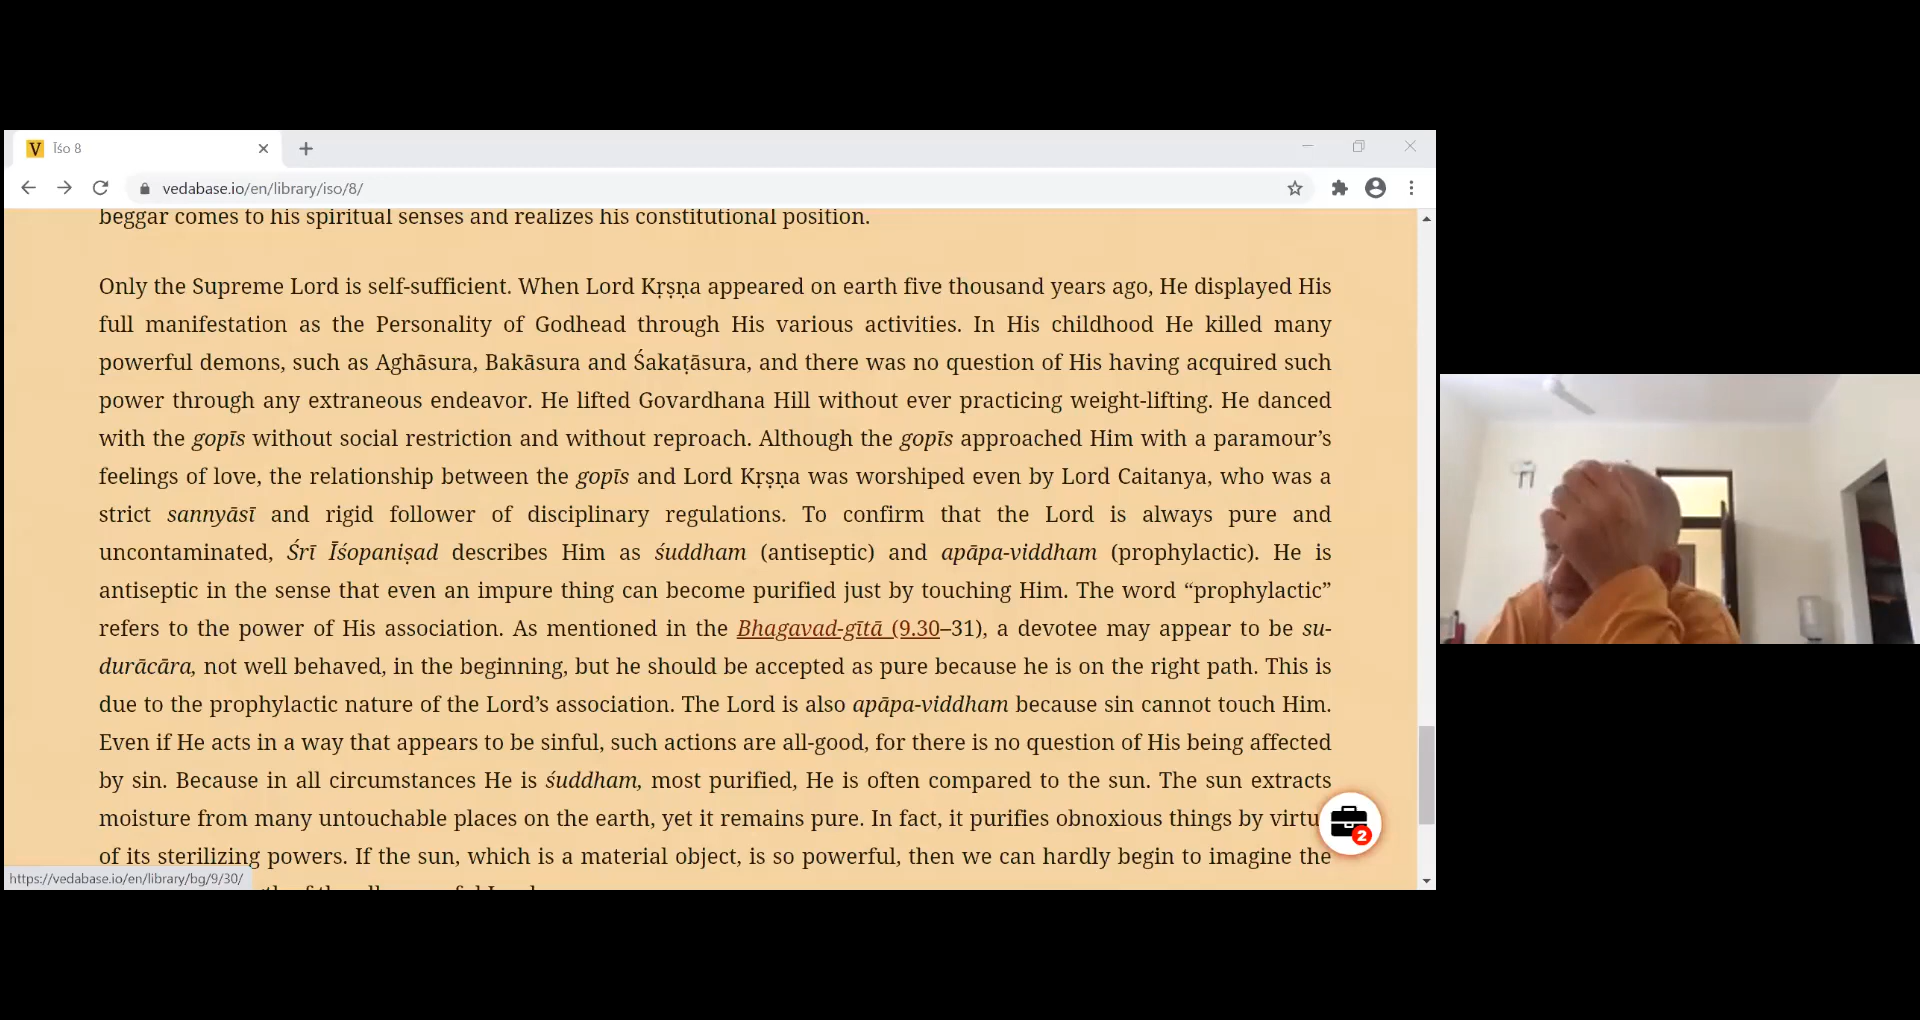 Īśo 8
vedabase.io/en/library/iso/8/
beggar comes to his spiritual senses and realizes his constitutional position.
Only the Supreme Lord is self-sufficient. When Lord Kṛṣṇa appeared on earth five thousand years ago, He displayed His
full manifestation as the Personality of Godhead through His various activities. In His childhood He killed many
powerful demons, such as Aghāsura, Bakāsura and Śakaṭāsura, and there was no question of His having acquired such
power through any extraneous endeavor. He lifted Govardhana Hill without ever practicing weight-lifting. He danced
with the gopīs without social restriction and without reproach. Although the gopīs approached Him with a paramour’s
feelings of love, the relationship between the gopīs and Lord Kṛṣṇa was worshiped even by Lord Caitanya, who was a
strict sannyāsī and rigid follower of disciplinary regulations. To confirm that the Lord is always pure and
uncontaminated, Śrī Īśopaniṣad describes Him as śuddham (antiseptic) and apāpa-viddham (prophylactic). He is
antiseptic in the sense that even an impure thing can become purified just by touching Him. The word “prophylactic”
refers to the power of His association. As mentioned in the Bhagavad-gītā (9.30–31), a devotee may appear to be su-
durācāra, not well behaved, in the beginning, but he should be accepted as pure because he is on the right path. This is
due to the prophylactic nature of the Lord’s association. The Lord is also apāpa-viddham because sin cannot touch Him.
Even if He acts in a way that appears to be sinful, such actions are all-good, for there is no question of His being affected
by sin. Because in all circumstances He is śuddham, most purified, He is often compared to the sun. The sun extracts
moisture from many untouchable places on the earth, yet it remains pure. In fact, it purifies obnoxious things by virtu
of its sterilizing powers. If the sun, which is a material object, is so powerful, then we can hardly begin to imagine the
2
https://vedabase.io/en/library/bg/9/30/